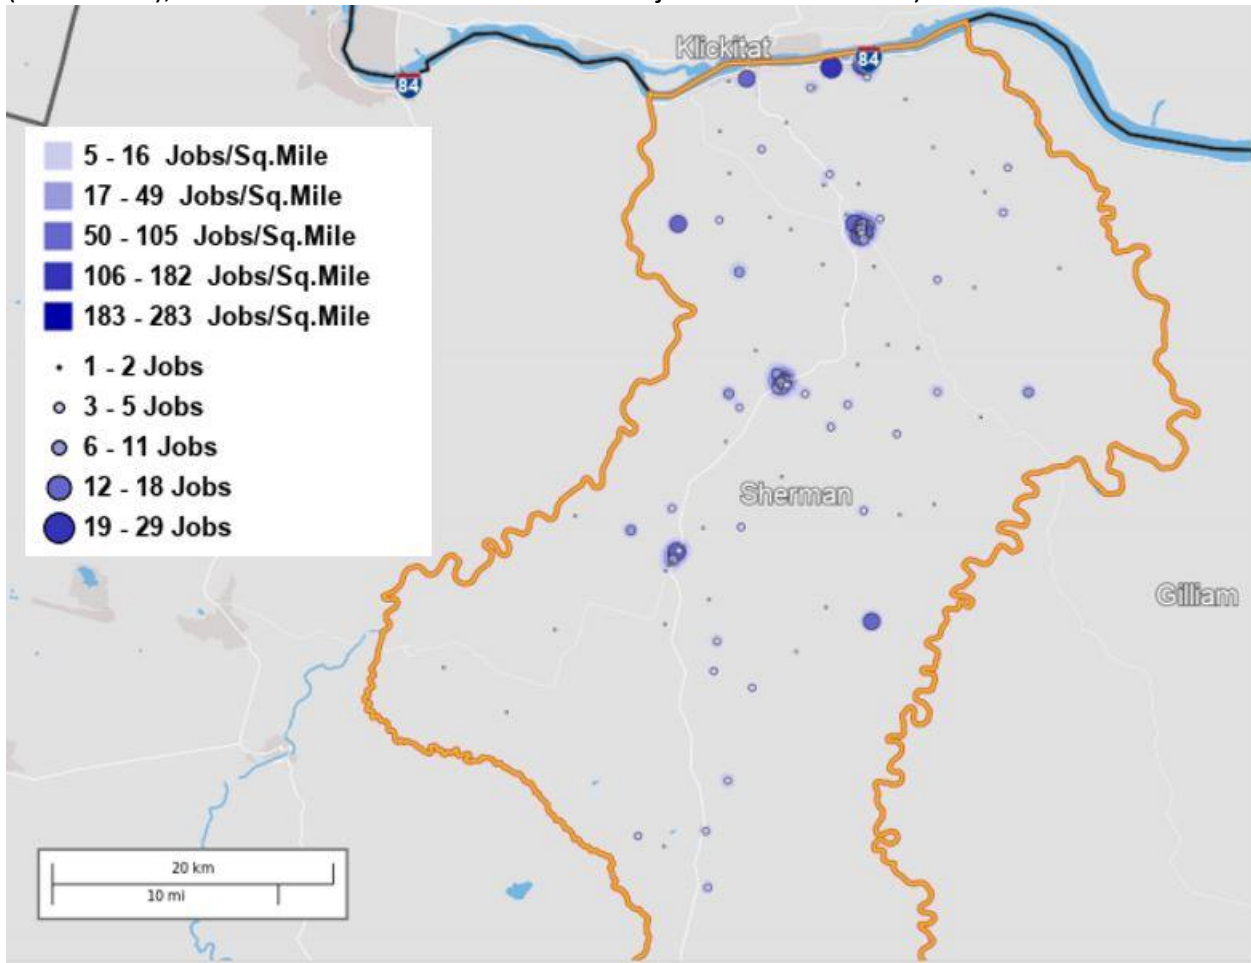 Klickitat
84
84
5 - 16 Jobs/Sq.Mile
17 - 49 Jobs/Sq.Mile
50 - 105 Jobs/Sq.Mile
106 - 182 Jobs/Sq.Mile
183 - 283 Jobs/Sq.Mile
1 - 2 Jobs
3 - 5 Jobs
6 - 11 Jobs
12 - 18 Jobs
19 - 29 Jobs
Sherman
Gilliam
20 km
10 mi